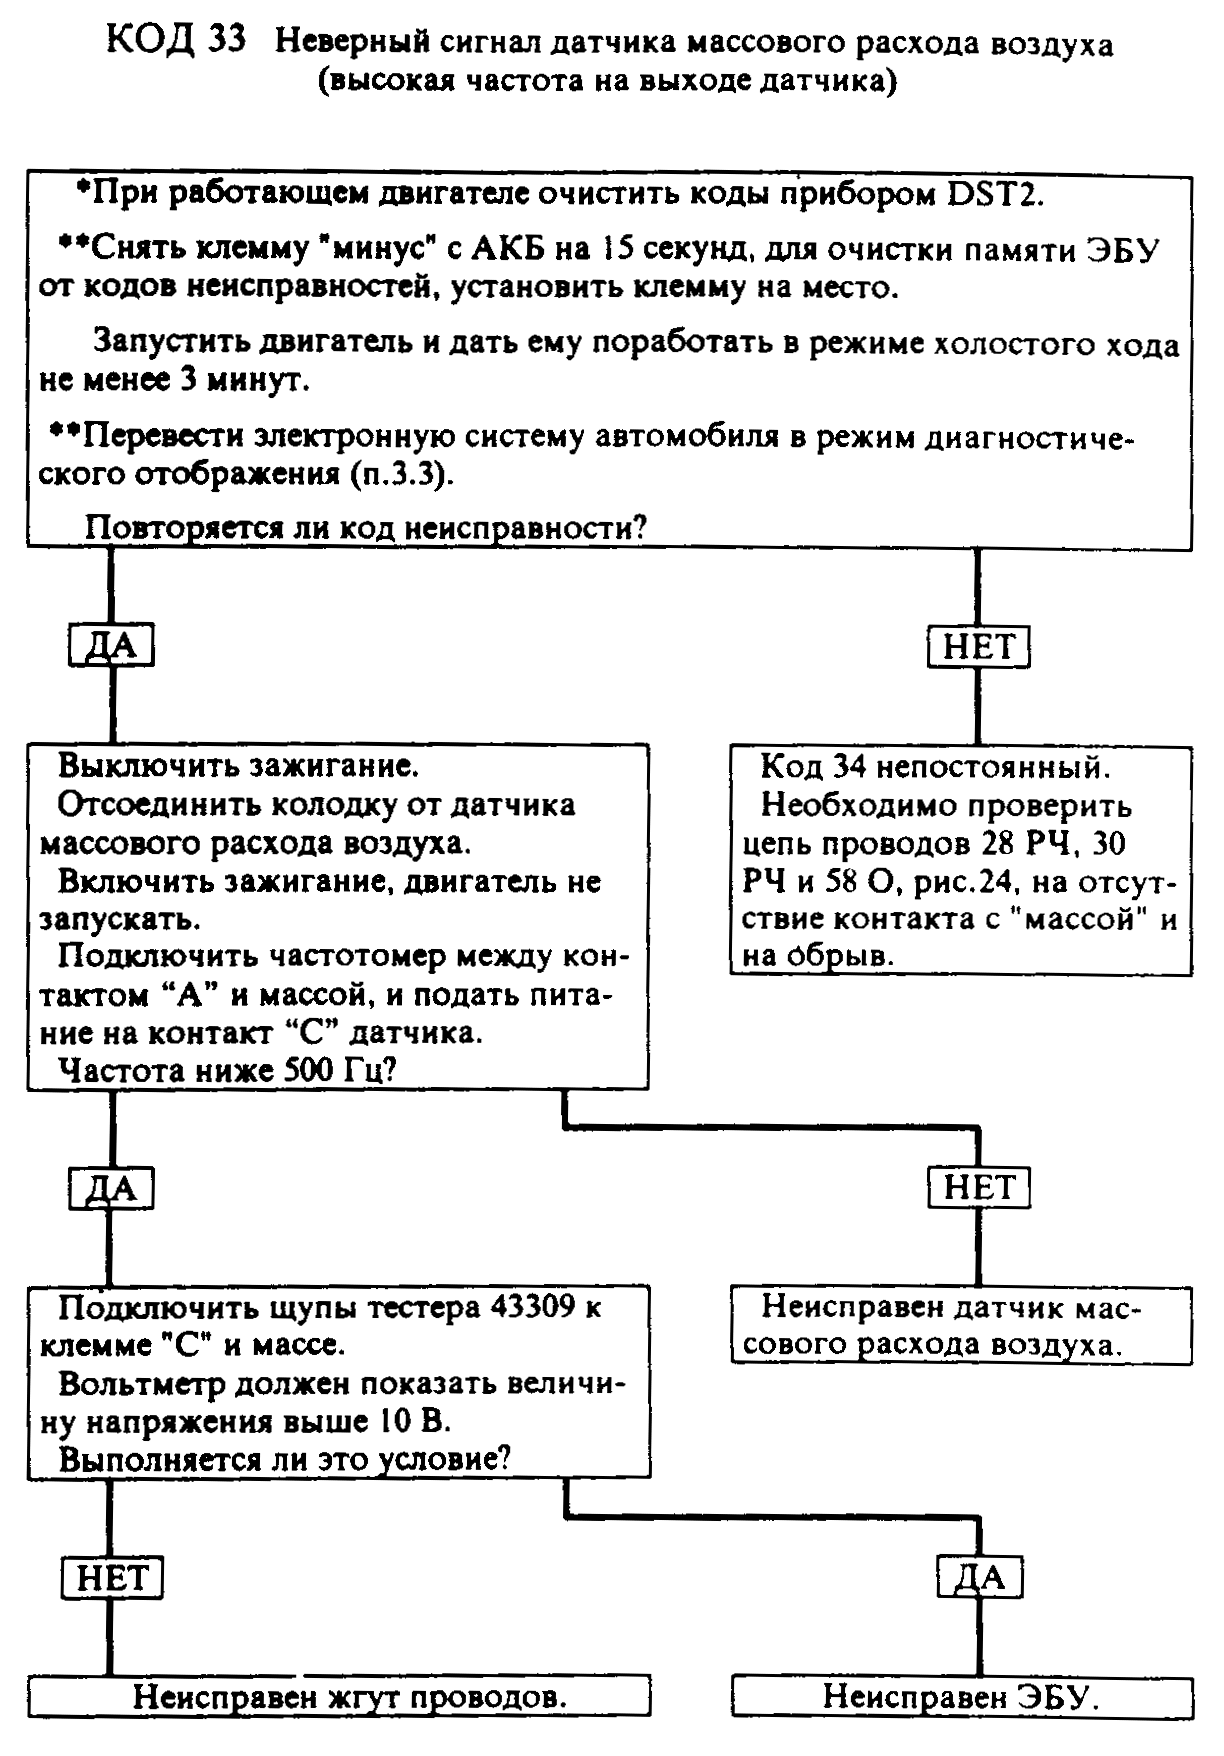 КОД 33 Неверный сигнал датчика массового расхода воздуха
(высокая частота на выходе датчика)
*При работающем двигателе очистить коды прибором DST2.
**Снять клемму "минус" с АКБ на 15 секунд, для очистки памяти ЭБУ
от кодов неисправностей, установить клемму на место.
Запустить двигатель и дать ему поработать в режиме холостого хода
не менее 3 минут.
**Перевести электронную систему автомобиля в режим диагностиче-
ского отображения (п.3.3).
Повторяется ли код неисправности?
ДА
НЕТ
Выключить зажигание.
Отсоединить колодку от датчика
массового расхода воздуха.
Включить зажигание, двигатель не
запускать.
Подключить частотомер между кон-
тактом “А” и массой, и подать пита-
ние на контакт “С” датчика.
Частота ниже 500 Гц?
Код 34 непостоянный.
Необходимо проверить
цепь проводов 28 РЧ, 30
РЧ и 58 О, рис.24, на отсут-
ствие контакта с "массой" и
на обрыв.
ДА
НЕТ
Подключить щупы тестера 43309 к
клемме "С" и массе.
Вольтметр должен показать величи-
ну напряжения выше 10 В.
Выполняется ли это условие?
Неисправен датчик мас-
сового расхода воздуха.
НЕТ
ДА
Неисправен жгут проводов.
Неисправен ЭБУ.